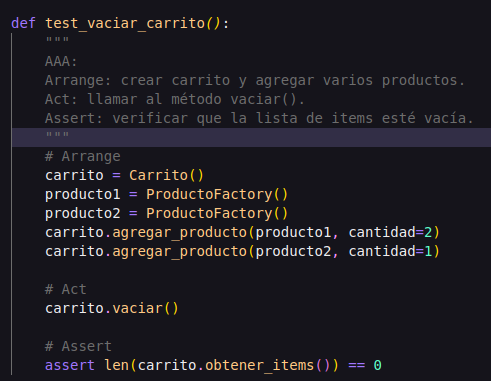 def test_vaciar_carrito():
    """
    AAA:
    Arrange: crear carrito y agregar varios productos.
    Act: llamar al método vaciar().
    Assert: verificar que la lista de items esté vacía.
    """
    # Arrange
    carrito = Carrito()
    producto1 = ProductoFactory()
    producto2 = ProductoFactory()
    carrito.agregar_producto(producto1, cantidad=2)
    carrito.agregar_producto(producto2, cantidad=1)

    # Act
    carrito.vaciar()

    # Assert
    assert len(carrito.obtener_items()) == 0